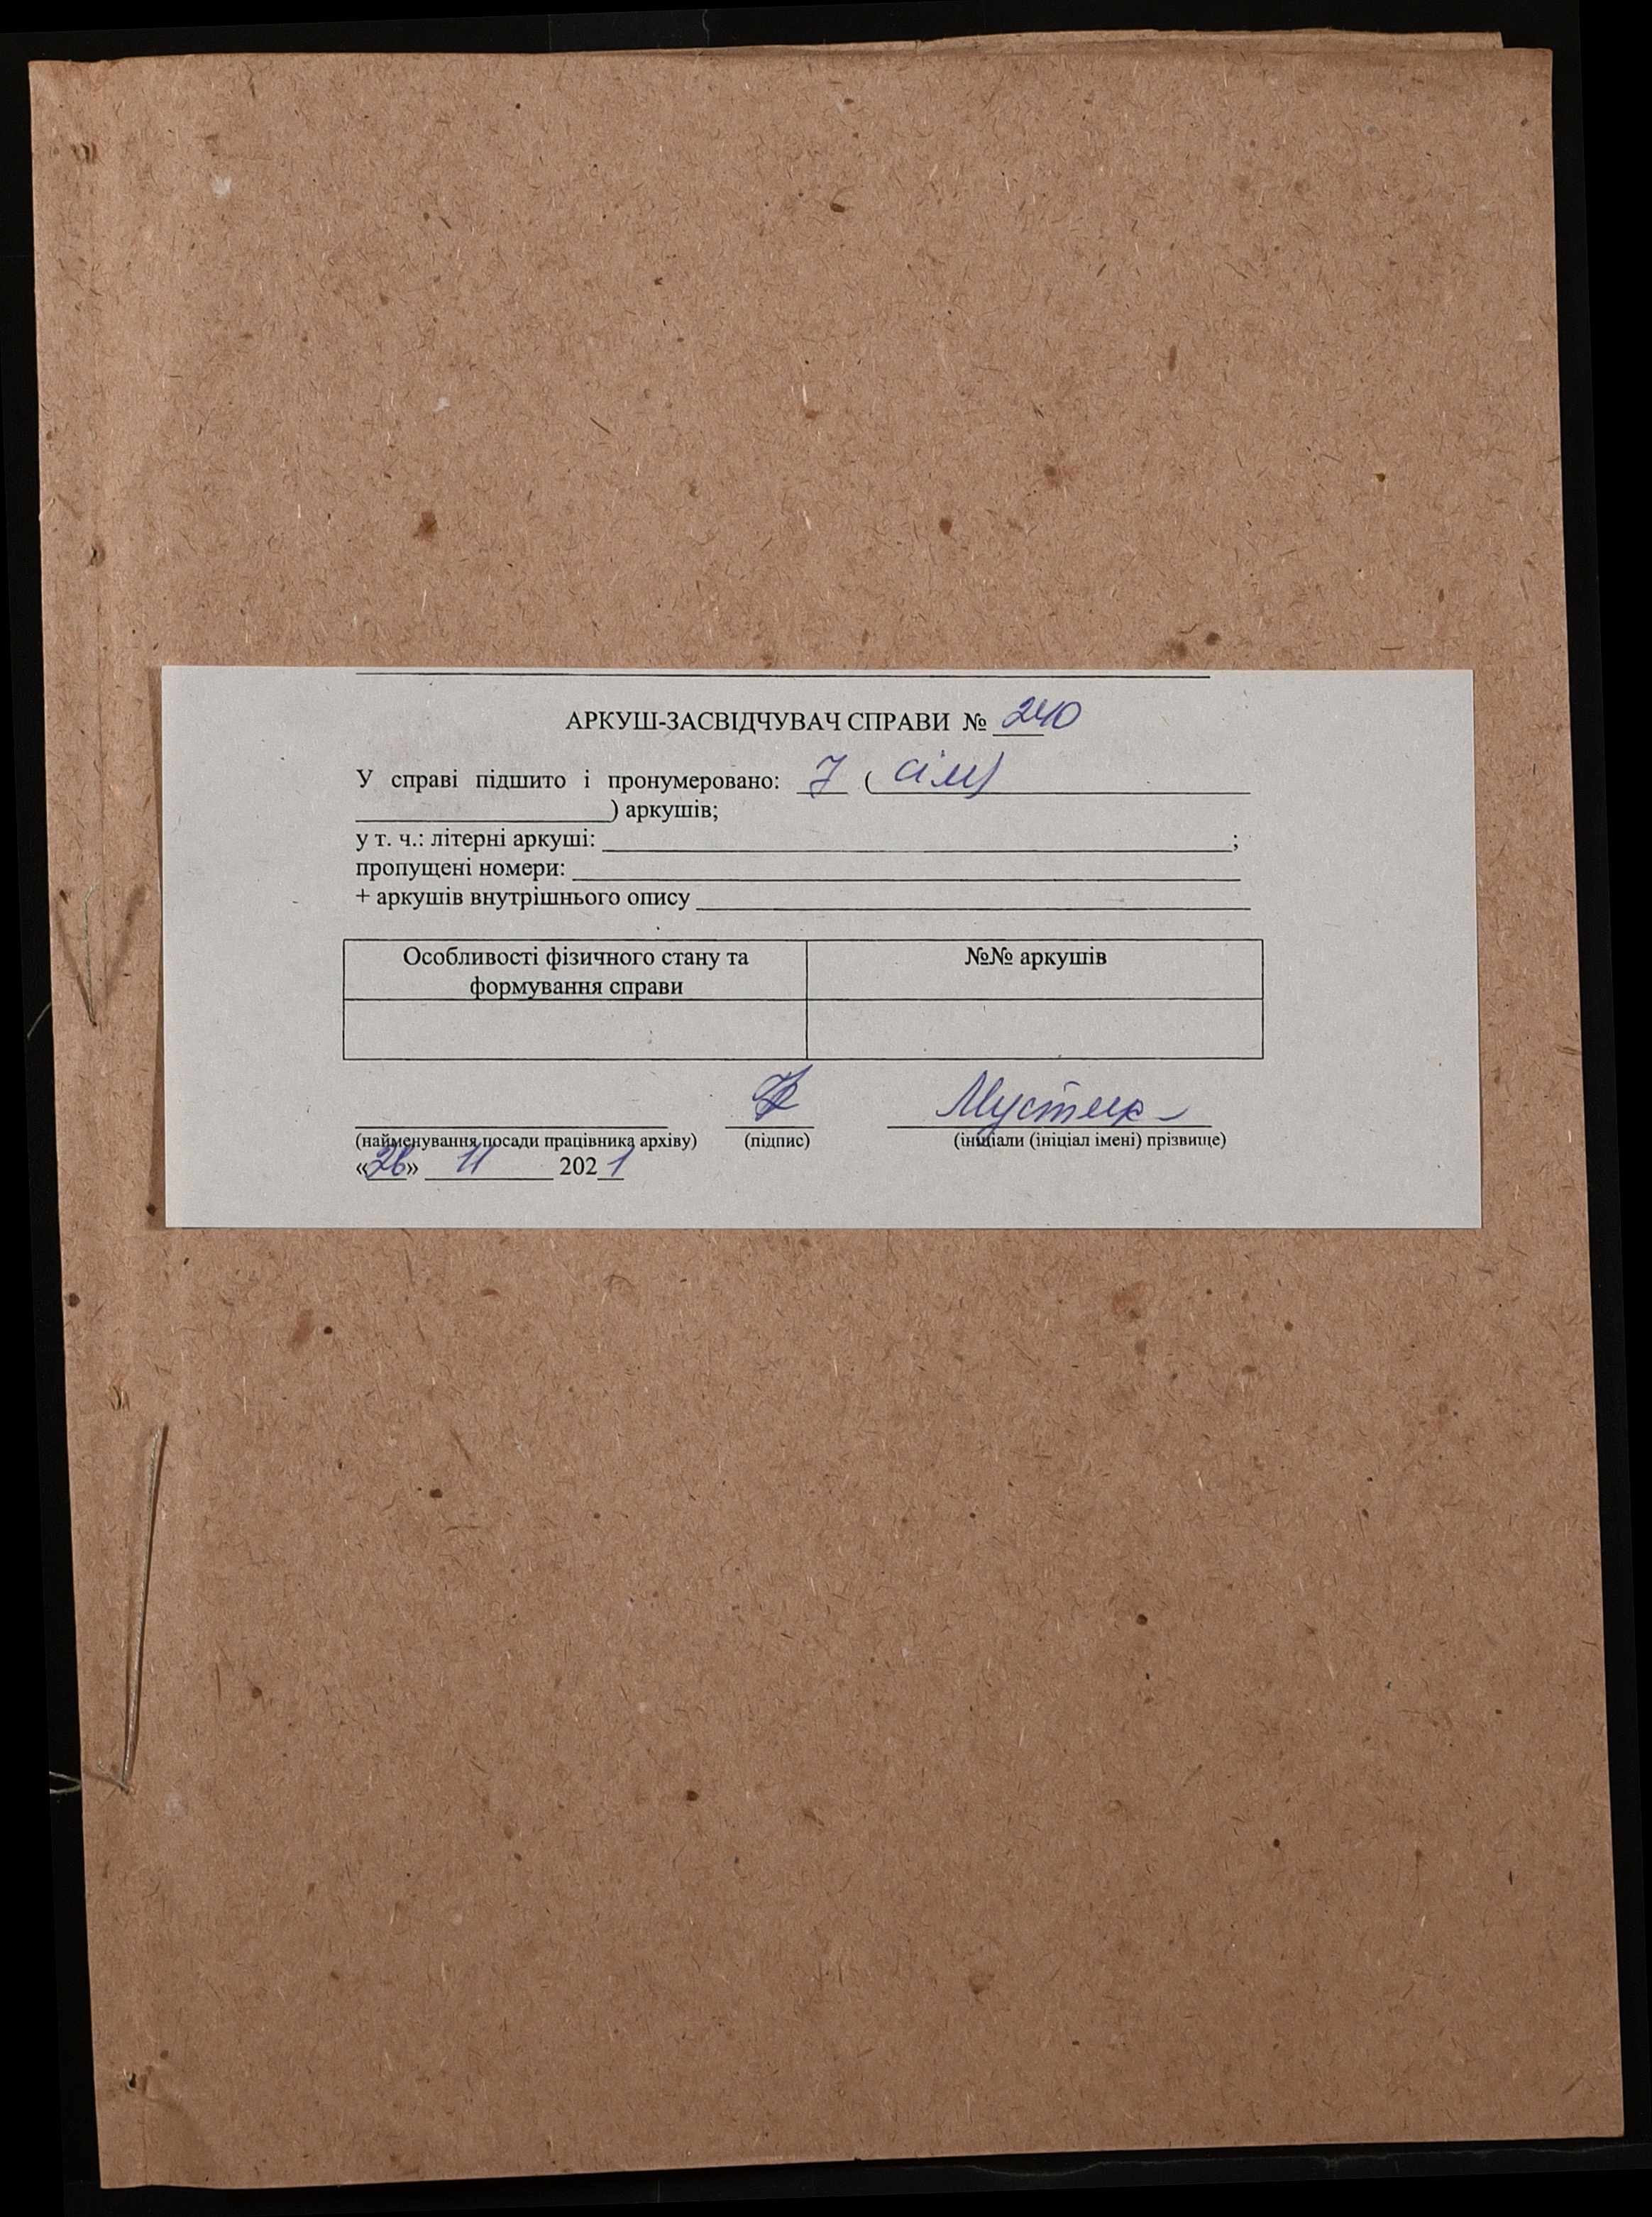 АРКУШ-ЗАСВІДЧУВАЧ СПРАВИ № 240
У справі підшито і пронумеровано: 7 ( сім)
) аркушів;
у т. ч.: літерні аркуші: ;
пропущені номери:
+ аркушів внутрішнього опису
Особливості фізичного стану та формування справи
№№ аркушів
(найменування посади працівника архіву) (підпис) (ініціали (ініціал імені) прізвище)
«26» 11 2021